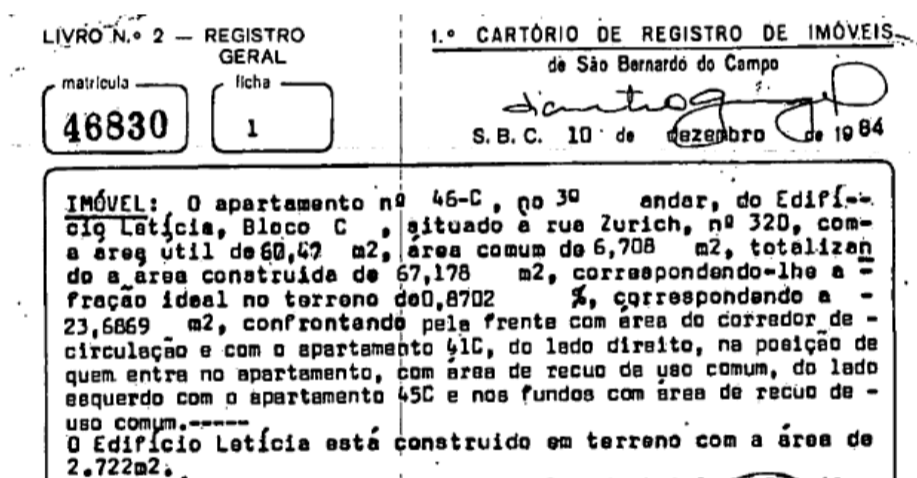 LIVRO N.º 2 — REGISTRO GERAL
1.º CARTÓRIO DE REGISTRO DE IMÓVEIS
de São Bernardo do Campo
matrícula
46830
ficha
1
S. B. C. 10 de dezembro de 1984
IMÓVEL: O apartamento nº 46-C, no 3º andar, do Edifí--
cio Letícia, Bloco C , situado a rua Zurich, nº 320, com-
a area útil de 60,47 m2, área comum de 6,708 m2, totalizan
do a area construida de 67,178 m2, correspondendo-lhe a -
fração ideal no terreno de 0,8702 %, correspondendo a -
23,6869 m2, confrontando pela frente com área do corredor de -
circulação e com o apartamento 41C, do lado direito, na posição de
quem entra no apartamento, com área de recuo de uso comum, do lado
esquerdo com o apartamento 45C e nos fundos com área de recuo de -
uso comum.-----
O Edifício Letícia está construido em terreno com a área de
2.722m2.